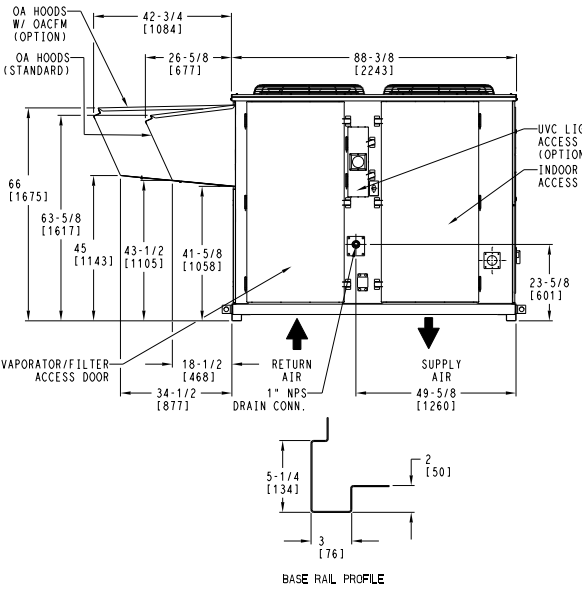 OA HOODS
W/ OACFM
(OPTION)
42-3/4
[1084]
OA HOODS
(STANDARD)
26-5/8
[677]
88-3/8
[2243]
UVC
ACCESS
(OPTION
INDOOR
ACCESS
66
[1675]
63-5/8
[1617]
45
[1143]
43-1/2
[1105]
41-5/8
[1058]
23-5/8
[601]
VAPORATOR/FILTER
ACCESS DOOR
18-1/2
[468]
34-1/2
[877]
RETURN
AIR
1" NPS
DRAIN CONN.
SUPPLY
AIR
49-5/8
[1260]
5-1/4
[134]
2
[50]
3
[76]
BASE RAIL PROFILE